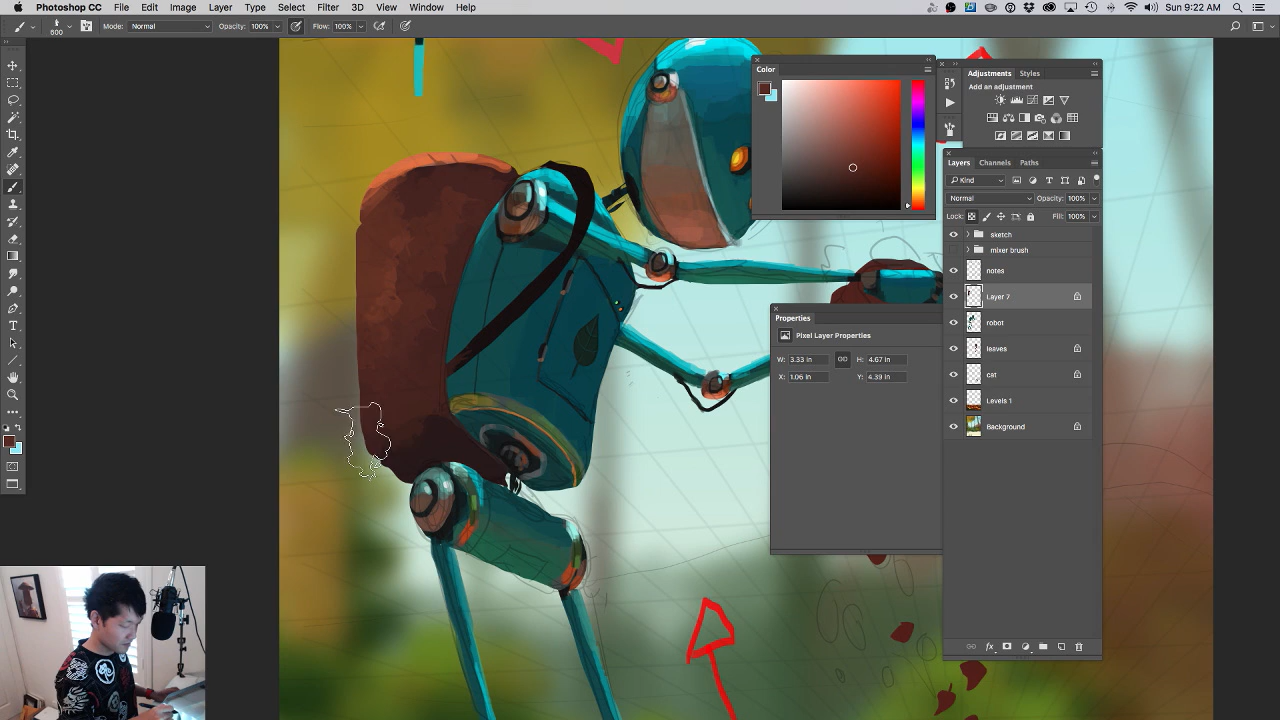 Photoshop CC File Edit Image Layer Type Select Filter 3D View Window Help Sun 9:22 AM
600 Mode: Normal Opacity: 100% Flow: 100%
Color
Adjustments Styles
Add an adjustment
Layers Channels Paths
Kind
Normal Opacity: 100%
Lock: Fill: 100%
sketch
mixer brush
notes
Layer 7
robot
leaves
cat
Levels 1
Background
Properties
Pixel Layer Properties
W: 3.33 in H: 4.67 in
X: 1.06 in Y: 4.39 in
fx